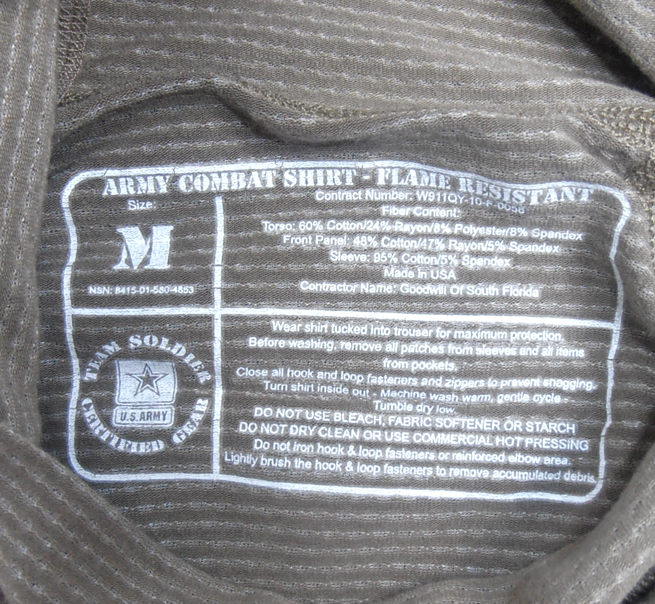 ARMY COMBAT SHIRT - FLAME RESISTANT
Size:
M
NSN: 8415-01-580-4853
Contract Number: W911QY-10-F-0058
Fiber Content:
Torso: 60% Cotton/24% Rayon/8% Polyester/8% Spandex
Front Panel: 48% Cotton/47% Rayon/5% Spandex
Sleeve: 95% Cotton/5% Spandex
Made in USA
Contractor Name: Goodwill Of South Florida
TEAM SOLDIER
U.S.ARMY
CERTIFIED GEAR
Wear shirt tucked into trouser for maximum protection.
Before washing, remove all patches from sleeves and all items
from pockets.
Close all hook and loop fasteners and zippers to prevent snogging.
Turn shirt inside out - Machine wash warm, gentle cycle -
Tumble dry low.
DO NOT USE BLEACH, FABRIC SOFTENER OR STARCH
DO NOT DRY CLEAN OR USE COMMERCIAL HOT PRESSING
Do not iron hook & loop fasteners or reinforced elbow area.
Lightly brush the hook & loop fasteners to remove accumulated debris.